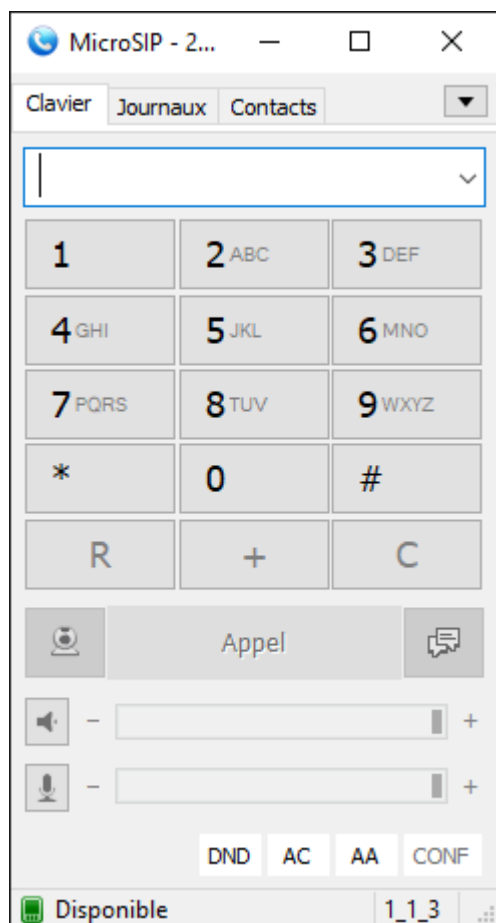 MicroSIP - 2...
Clavier Journaux Contacts
1 2 ABC 3 DEF
4 GHI 5 JKL 6 MNO
7 PQRS 8 TUV 9 WXYZ
* 0 #
R + C
Appel
- +
- +
DND AC AA CONF
Disponible 1_1_3